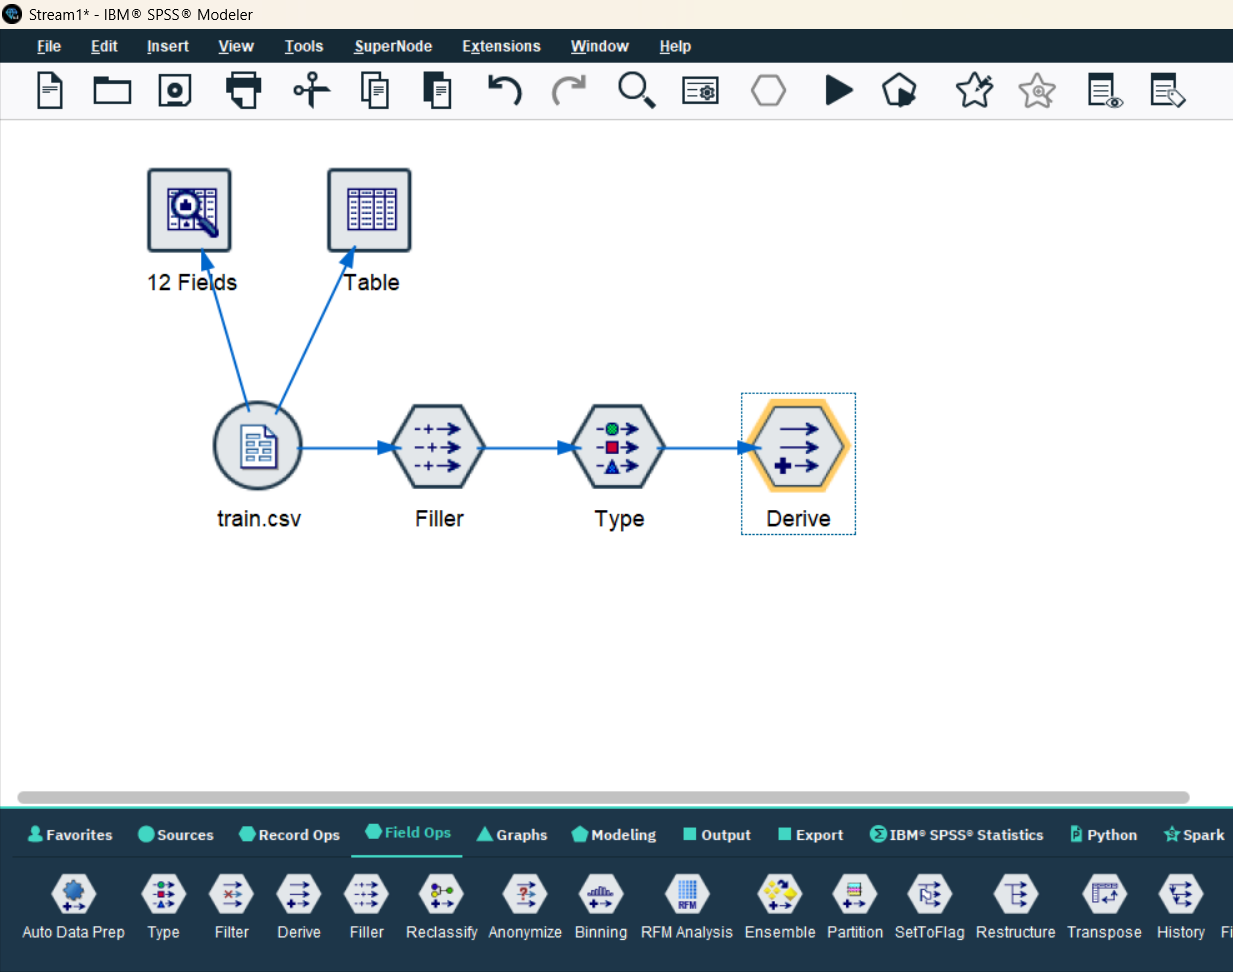 Stream1* - IBM® SPSS® Modeler
File Edit Insert View Tools SuperNode Extensions Window Help
12 Fields Table
train.csv Filler Type Derive
Favorites Sources Record Ops Field Ops Graphs Modeling Output Export IBM® SPSS® Statistics Python Spark
RFM
Auto Data Prep Type Filter Derive Filler Reclassify Anonymize Binning RFM Analysis Ensemble Partition SetToFlag Restructure Transpose History Fi